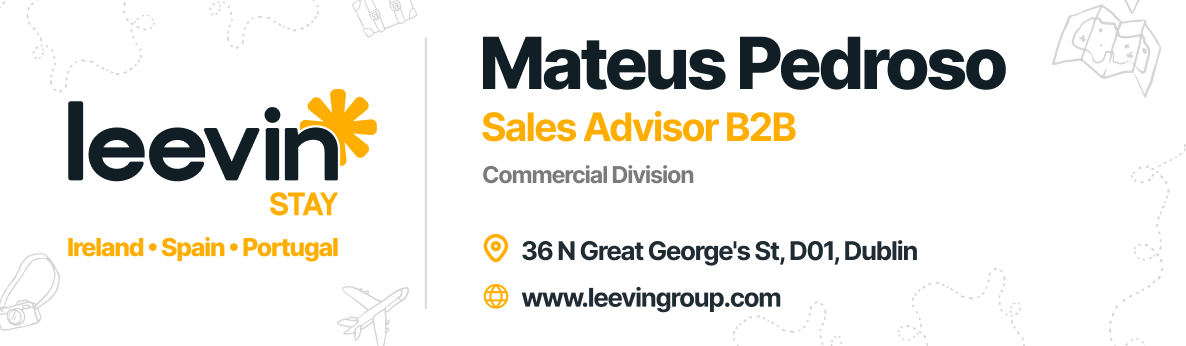 leevin
STAY
Ireland • Spain • Portugal
Mateus Pedroso
Sales Advisor B2B
Commercial Division
36 N Great George's St, D01, Dublin
www.leevingroup.com